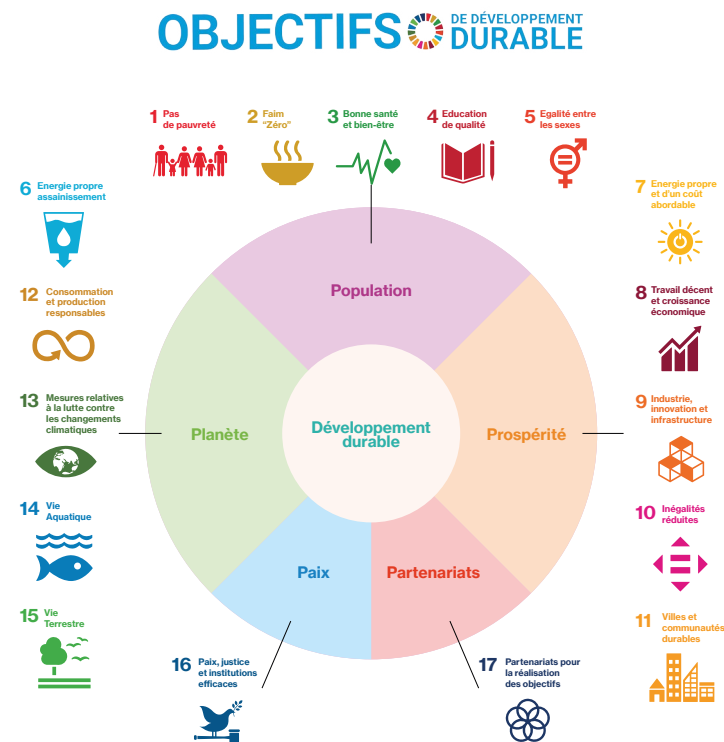 OBJECTIFS
DE DÉVELOPPEMENT
DURABLE
1 Pas
de pauvreté
2 Faim
"Zéro"
3 Bonne santé
et bien-être
4 Education
de qualité
5 Egalité entre
les sexes
6 Energie propre
assainissement
7 Energie propre
et d'un coût
abordable
12 Consommation
et production
responsables
8 Travail décent
et croissance
économique
13 Mesures relatives
à la lutte contre
les changements
climatiques
9 Industrie,
innovation et
infrastructure
14 Vie
Aquatique
10 Inégalités
réduites
15 Vie
Terrestre
11 Villes et
communautés
durables
16 Paix, justice
et institutions
efficaces
17 Partenariats pour
la réalisation
des objectifs
Population
Planète
Développement
durable
Prospérité
Paix
Partenariats